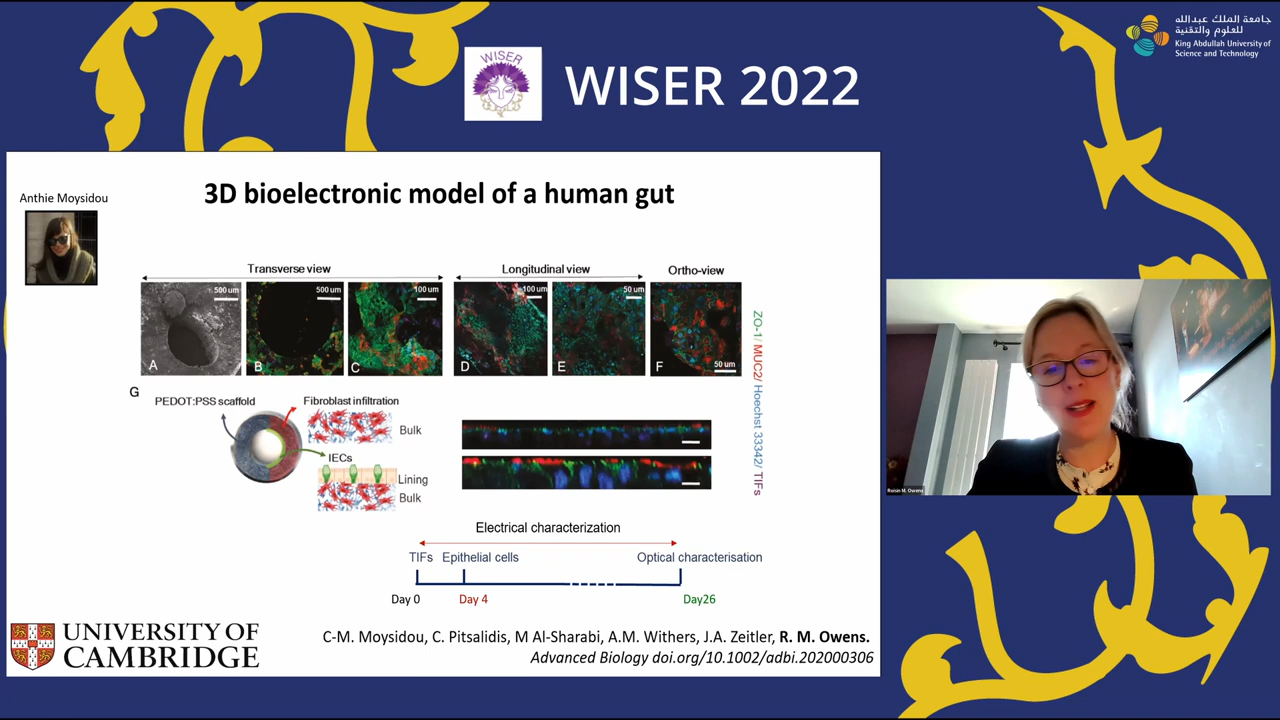 WISER
WISER 2022
جامعة الملك عبدالله
للعلوم والتقنية
King Abdullah University of
Science and Technology
Anthie Moysidou
3D bioelectronic model of a human gut
Transverse view
Longitudinal view
Ortho-view
500 um
500 um
100 um
100 um
50 um
50 um
A
B
C
D
E
F
ZO-1/ MUC2/ Hoechst 33342/ TIFs
G
PEDOT:PSS scaffold
Fibroblast infiltration
Bulk
IECs
Lining
Bulk
Electrical characterization
TIFs
Epithelial cells
Optical characterisation
Day 0
Day 4
Day26
UNIVERSITY OF
CAMBRIDGE
C-M. Moysidou, C. Pitsalidis, M Al-Sharabi, A.M. Withers, J.A. Zeitler, R. M. Owens.
Advanced Biology doi.org/10.1002/adbi.202000306
Roisin M. Owens